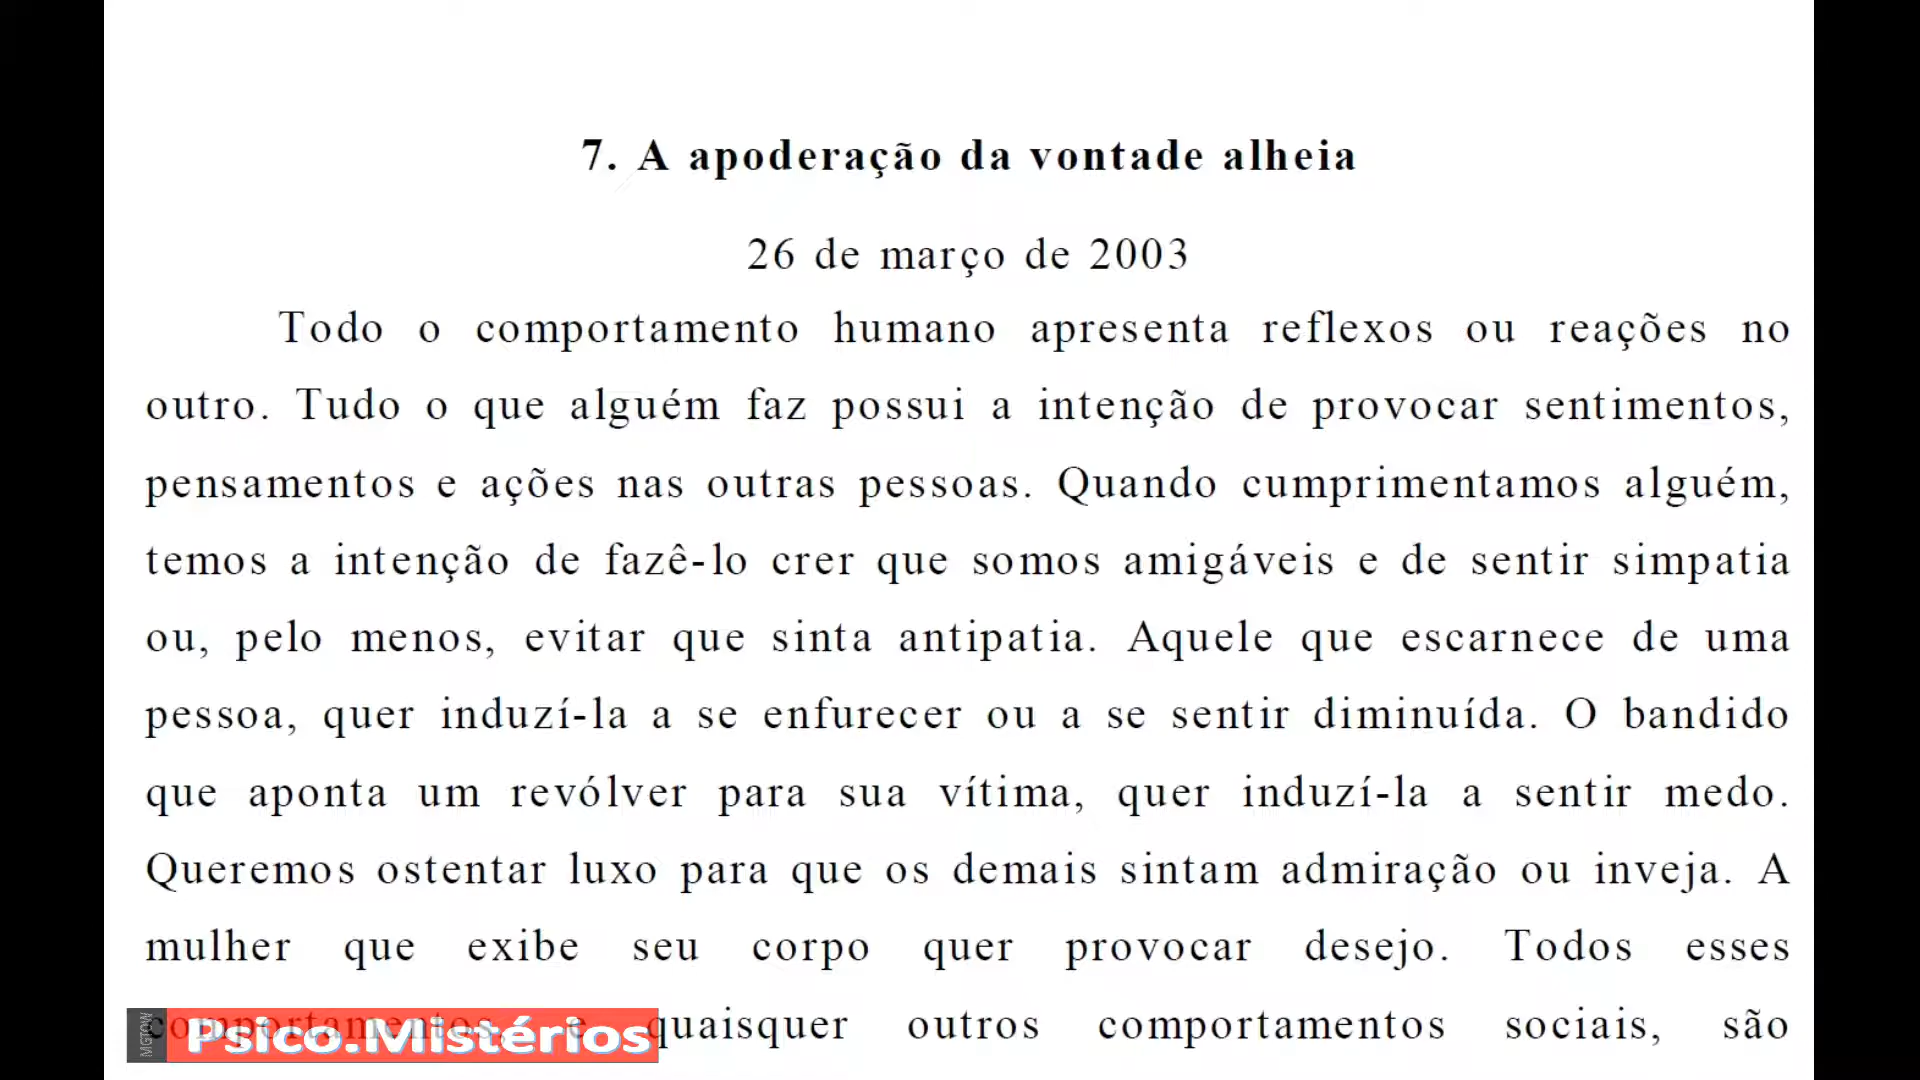 7. A apoderação da vontade alheia
26 de março de 2003
Todo o comportamento humano apresenta reflexos ou reações no
outro. Tudo o que alguém faz possui a intenção de provocar sentimentos,
pensamentos e ações nas outras pessoas. Quando cumprimentamos alguém,
temos a intenção de fazê-lo crer que somos amigáveis e de sentir simpatia
ou, pelo menos, evitar que sinta antipatia. Aquele que escarnece de uma
pessoa, quer induzí-la a se enfurecer ou a se sentir diminuída. O bandido
que aponta um revólver para sua vítima, quer induzí-la a sentir medo.
Queremos ostentar luxo para que os demais sintam admiração ou inveja. A
mulher que exibe seu corpo quer provocar desejo. Todos esses
comportamentos e quaisquer outros comportamentos sociais, são
MGTOW
Psico.Mistérios